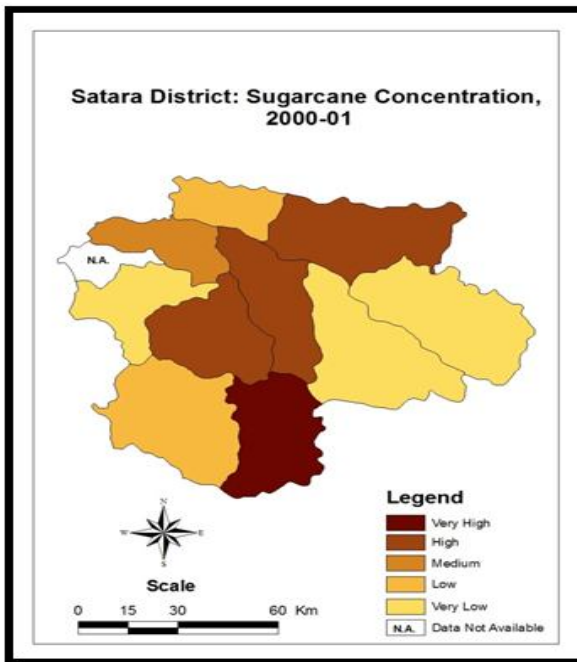 Satara District: Sugarcane Concentration,
2000-01
N.A.
N
W E
S
Scale
0 15 30 60 Km
Legend
Very High
High
Medium
Low
Very Low
N.A. Data Not Available